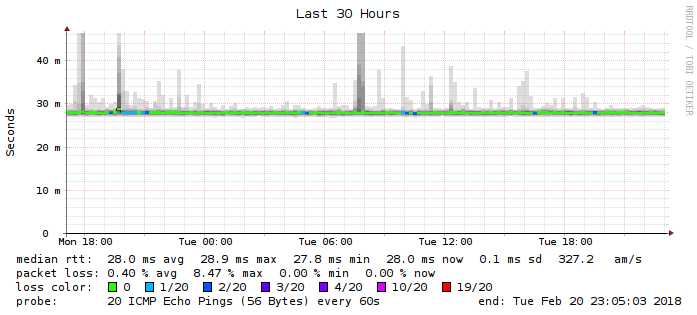 Last 30 Hours
RRDTOOL / TOBI OETIKER
Seconds
40 m
30 m
20 m
10 m
0
Mon 18:00 Tue 00:00 Tue 06:00 Tue 12:00 Tue 18:00
median rtt: 28.0 ms avg 28.9 ms max 27.8 ms min 28.0 ms now 0.1 ms sd 327.2 am/s
packet loss: 0.40 % avg 8.47 % max 0.00 % min 0.00 % now
loss color: 0 1/20 2/20 3/20 4/20 10/20 19/20
probe: 20 ICMP Echo Pings (56 Bytes) every 60s end: Tue Feb 20 23:05:03 2018